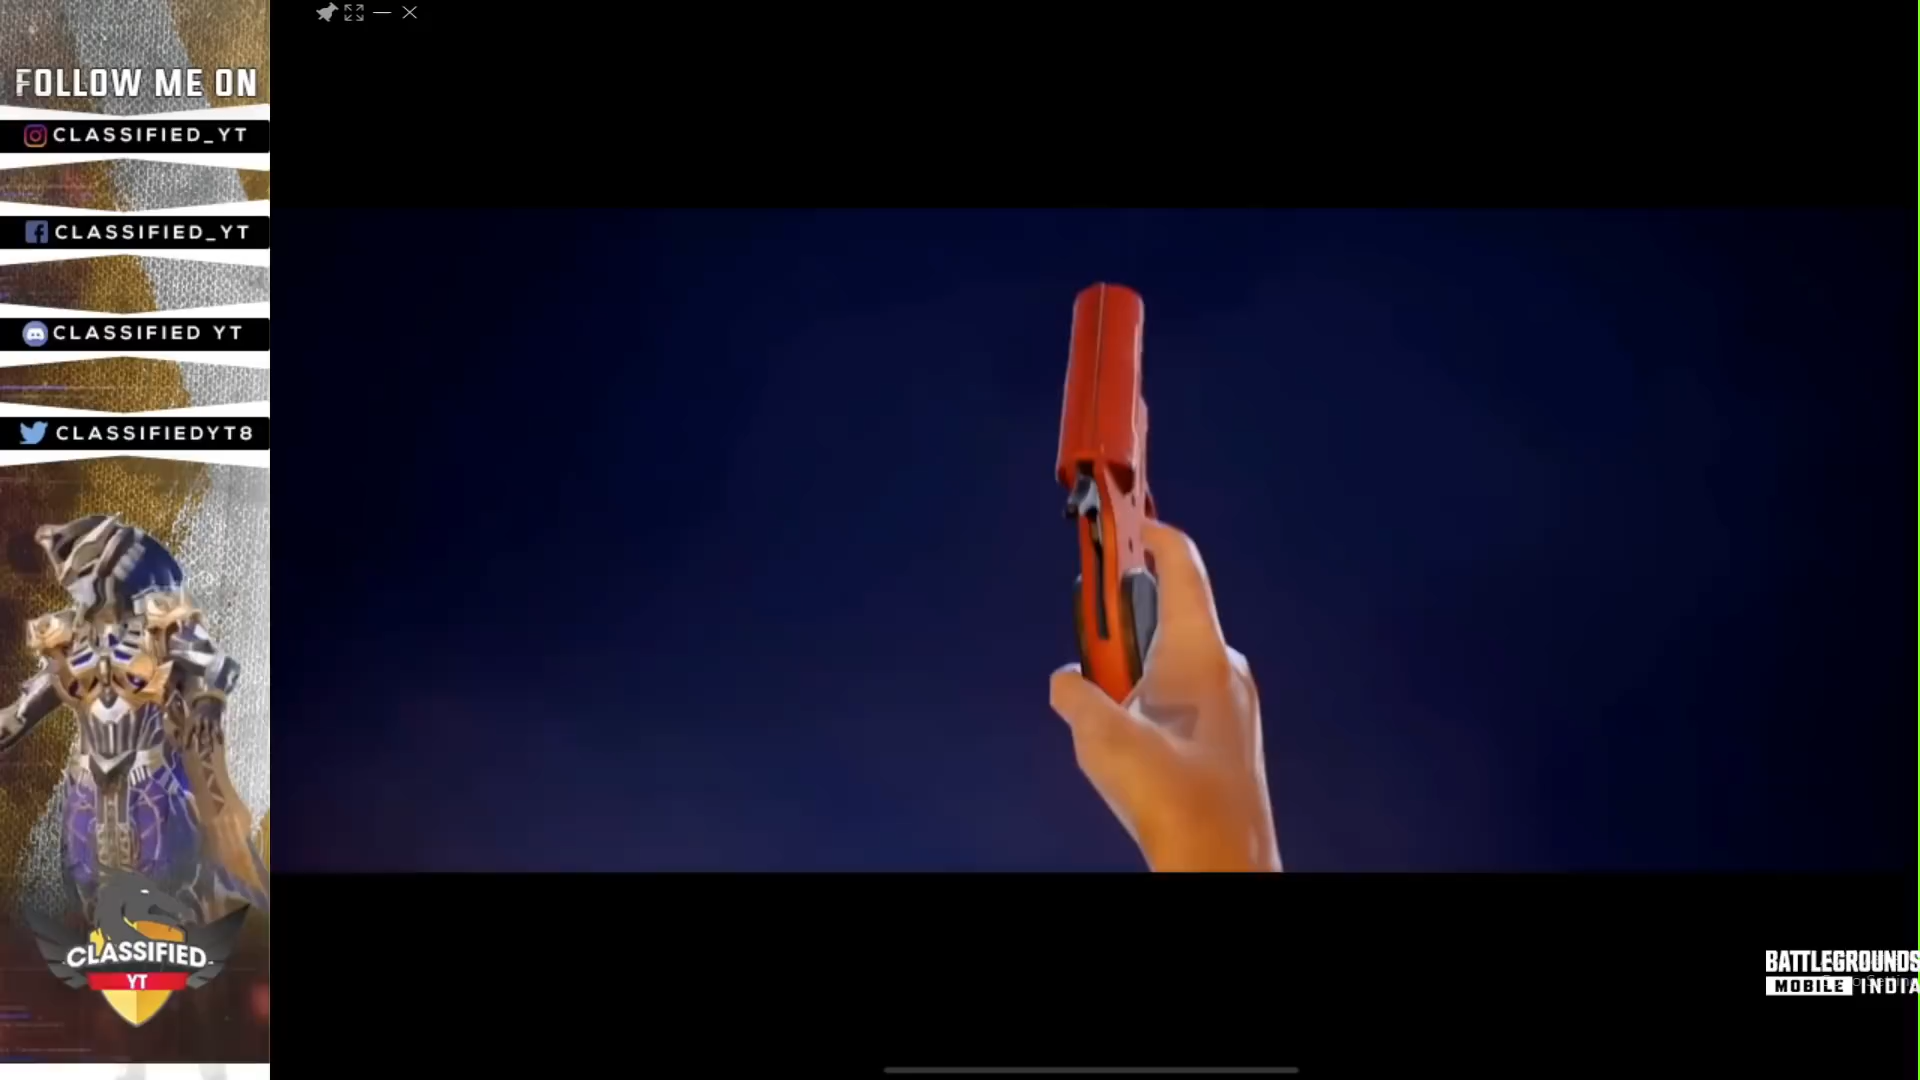 FOLLOW ME ON
CLASSIFIED_YT
CLASSIFIED_YT
CLASSIFIED YT
CLASSIFIEDYT8
CLASSIFIED
YT
BATTLEGROUNDS
MOBILE INDIA